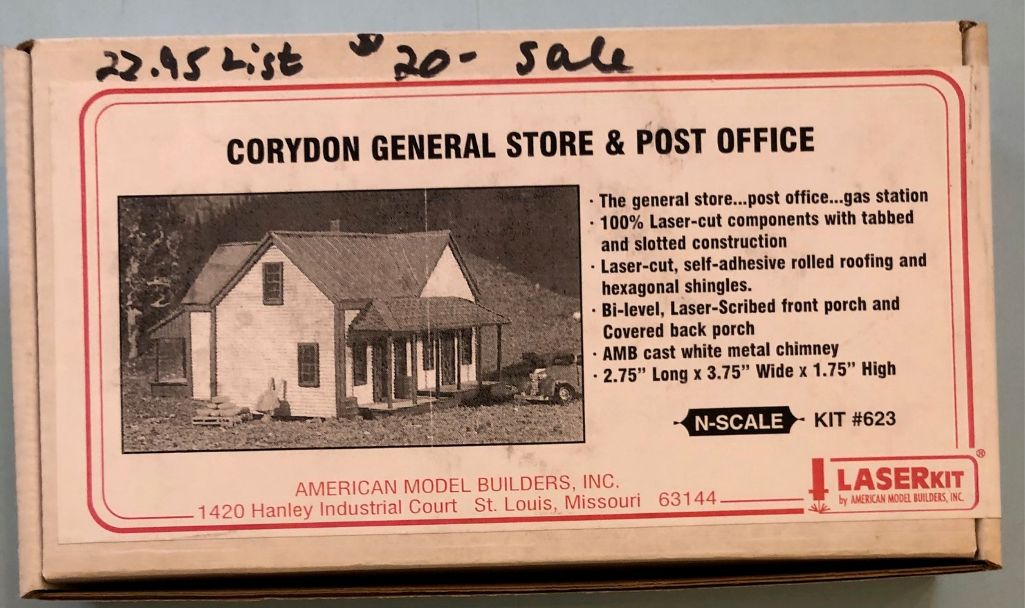 22.95 List $20- Sale
CORYDON GENERAL STORE & POST OFFICE
· The general store...post office...gas station
· 100% Laser-cut components with tabbed
and slotted construction
· Laser-cut, self-adhesive rolled roofing and
hexagonal shingles.
· Bi-level, Laser-Scribed front porch and
Covered back porch
· AMB cast white metal chimney
· 2.75” Long x 3.75” Wide x 1.75” High
N-SCALE KIT #623
AMERICAN MODEL BUILDERS, INC.
1420 Hanley Industrial Court St. Louis, Missouri 63144
LASERKIT®
by AMERICAN MODEL BUILDERS, INC.